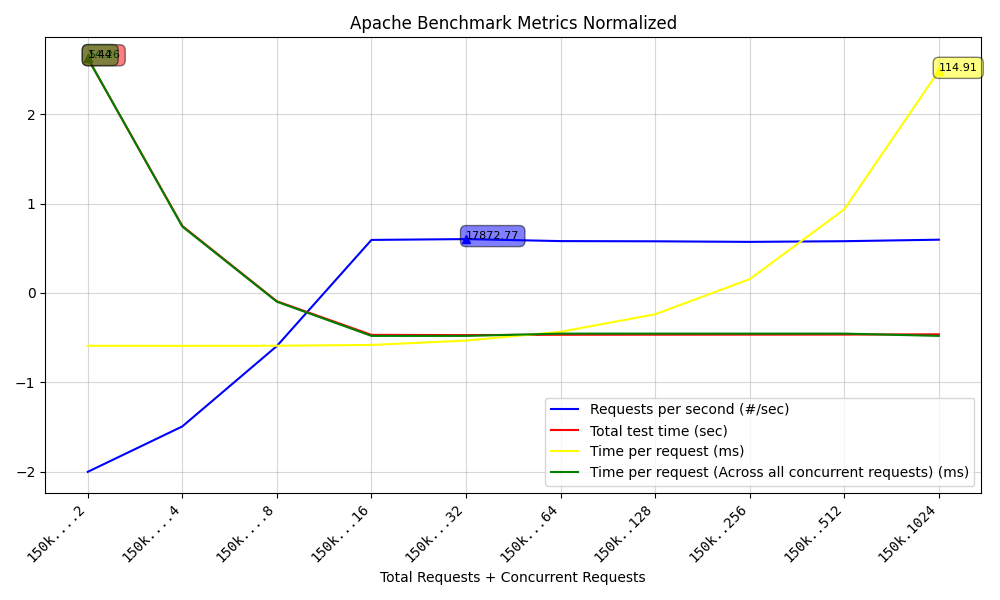 Apache Benchmark Metrics Normalized
114.91
2
1
17872.77
0
−1
−2
Requests per second (#/sec)
Total test time (sec)
Time per request (ms)
Time per request (Across all concurrent requests) (ms)
150k....2
150k....4
150k....8
150k...16
150k...32
150k...64
150k..128
150k..256
150k..512
150k.1024
Total Requests + Concurrent Requests